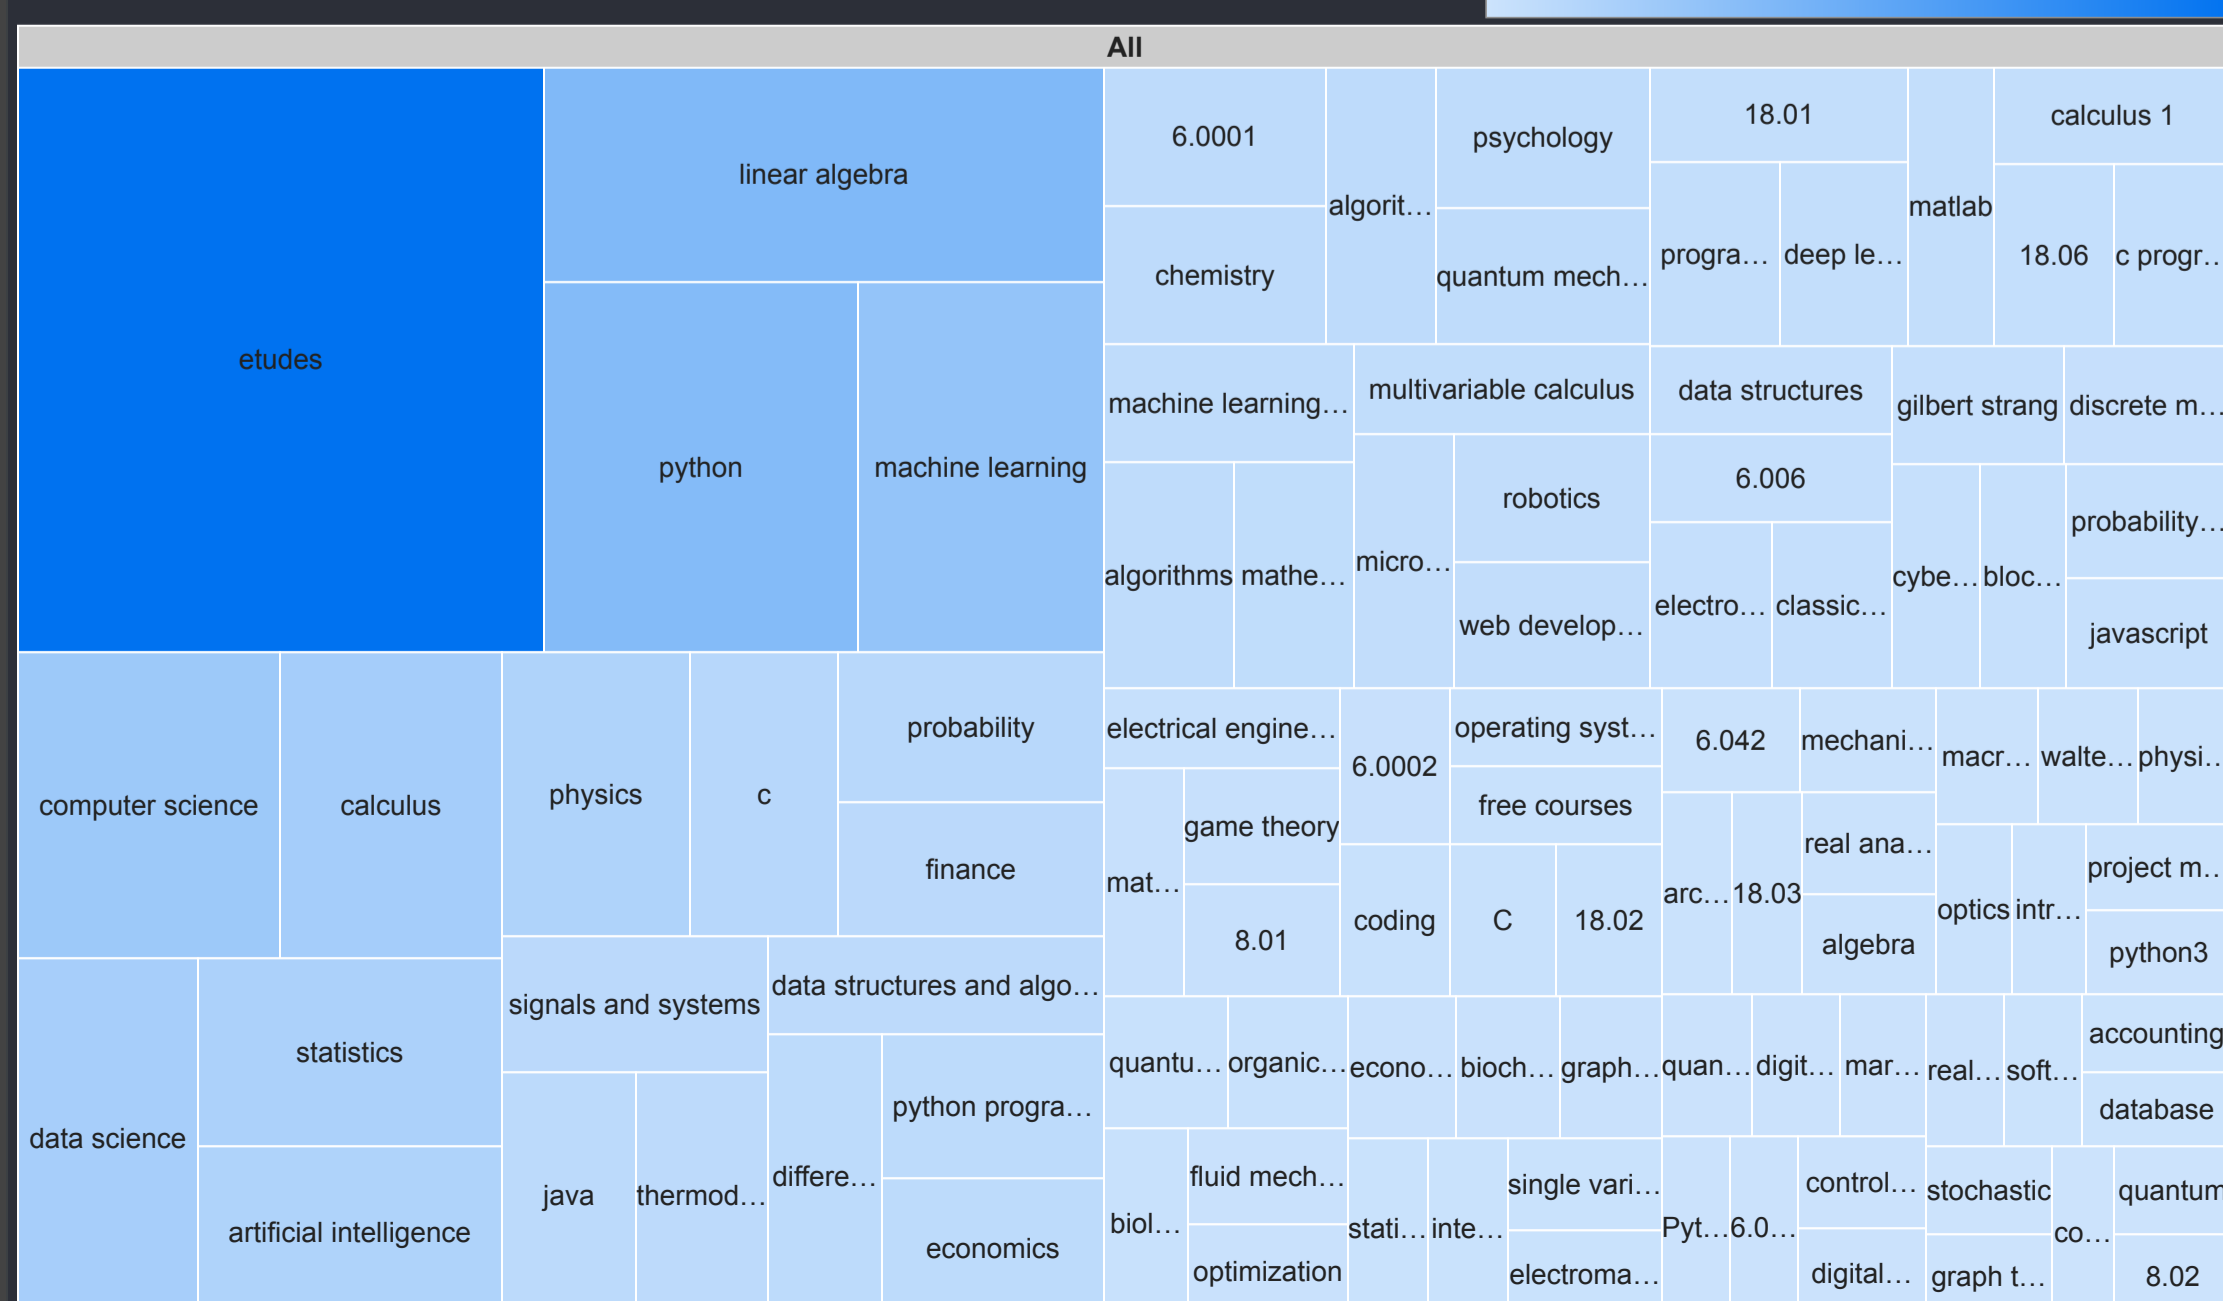 All
etudes
linear algebra
python
machine learning
computer science
calculus
data science
statistics
artificial intelligence
physics
c
probability
finance
signals and systems
data structures and algo…
java
thermod…
differe…
python progra…
economics
6.0001
chemistry
algorit…
psychology
quantum mech…
18.01
progra…
deep le…
matlab
calculus 1
18.06
c progr…
machine learning…
algorithms
mathe…
multivariable calculus
micro…
robotics
web develop…
data structures
6.006
electro…
classic…
gilbert strang
discrete m…
cybe…
bloc…
probability…
javascript
electrical engine…
mat…
game theory
8.01
6.0002
operating syst…
free courses
coding
C
18.02
6.042
mechani…
arc…
18.03
real ana…
algebra
macr…
walte…
physi…
optics
intr…
project m…
python3
quantu…
organic…
biol…
fluid mech…
optimization
econo…
bioch…
graph…
stati…
inte…
single vari…
electroma…
quan…
digit…
mar…
Pyt…
6.0…
control…
digital…
real…
soft…
accounting
database
stochastic
graph t…
co…
quantum
8.02